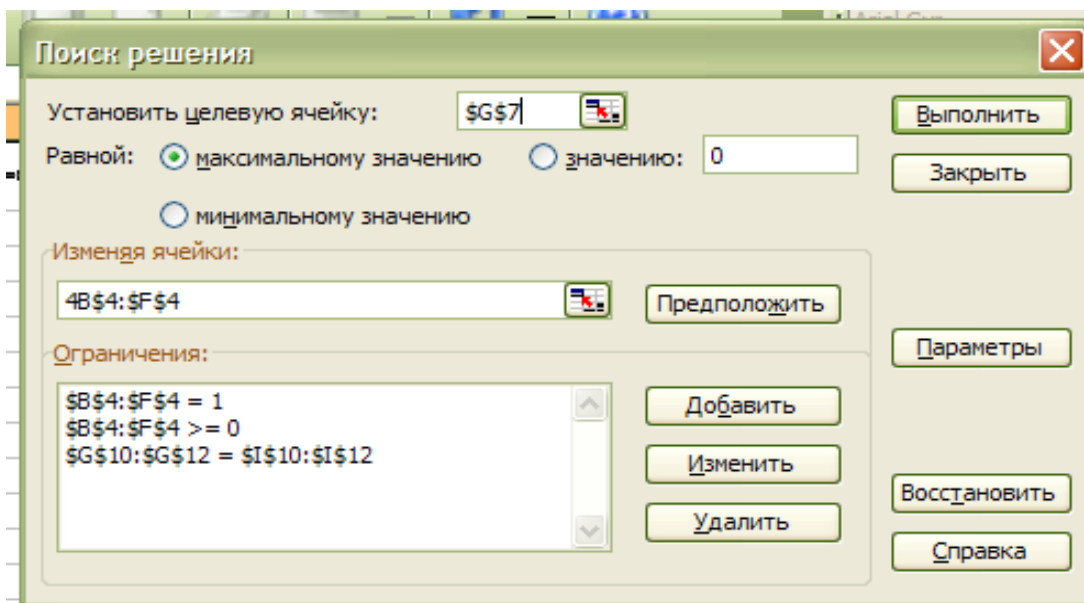 Поиск решения
Установить целевую ячейку: $G$7
Выполнить
Равной: максимальному значению значению: 0
Закрыть
минимальному значению
Изменяя ячейки:
4B$4:$F$4
Предположить
Ограничения:
Параметры
$B$4:$F$4 = 1
$B$4:$F$4 >= 0
$G$10:$G$12 = $I$10:$I$12
Добавить
Изменить
Удалить
Восстановить
Справка